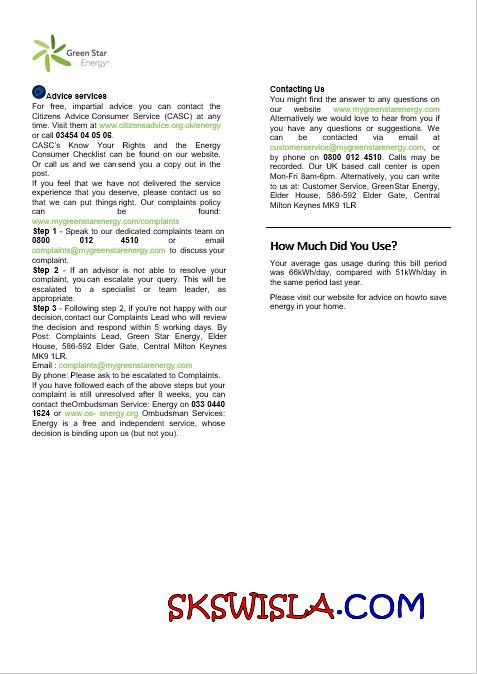 Green Star
Energy
Advice services
For free, impartial advice you can contact the
Citizens Advice Consumer Service (CASC) at any
time. Visit them at www.citizensadvice.org.uk/energy
or call 03454 04 05 06.
CASC's Know Your Rights and the Energy
Consumer Checklist can be found on our website.
Or call us and we can send you a copy out in the
post.
If you feel that we have not delivered the service
experience that you deserve, please contact us so
that we can put things right. Our complaints policy
can be found:
www.mygreenstarenergy.com/complaints
Step 1 - Speak to our dedicated complaints team on
0800 012 4510 or email
complaints@mygreenstarenergy.com to discuss your
complaint.
Step 2 - If an advisor is not able to resolve your
complaint, you can escalate your query. This will be
escalated to a specialist or team leader, as
appropriate.
Step 3 - Following step 2, if you're not happy with our
decision,contact our Complaints Lead who will review
the decision and respond within 5 working days. By
Post: Complaints Lead, Green Star Energy, Elder
House, 586-592 Elder Gate, Central Milton Keynes
MK9 1LR.
Email : complaints@mygreenstarenergy.com
By phone: Please ask to be escalated to Complaints.
If you have followed each of the above steps but your
complaint is still unresolved after 8 weeks, you can
contact theOmbudsman Service: Energy on 033 0440
1624 or www.os- energy.org Ombudsman Services:
Energy is a free and independent service, whose
decision is binding upon us (but not you).
Contacting Us
You might find the answer to any questions on
our website www.mygreenstarenergy.com
Alternatively we would love to hear from you if
you have any questions or suggestions. We
can be contacted via email at
customerservice@mygreenstarenergy.com, or
by phone on 0800 012 4510. Calls may be
recorded. Our UK based call center is open
Mon-Fri 8am-6pm. Alternatively, you can write
to us at: Customer Service, GreenStar Energy,
Elder House, 586-592 Elder Gate, Central
Milton Keynes MK9 1LR
How Much Did You Use?
Your average gas usage during this bill period
was 66kWh/day, compared with 51kWh/day in
the same period last year.
Please visit our website for advice on howto save
energy in your home.
SKSWISLA.COM